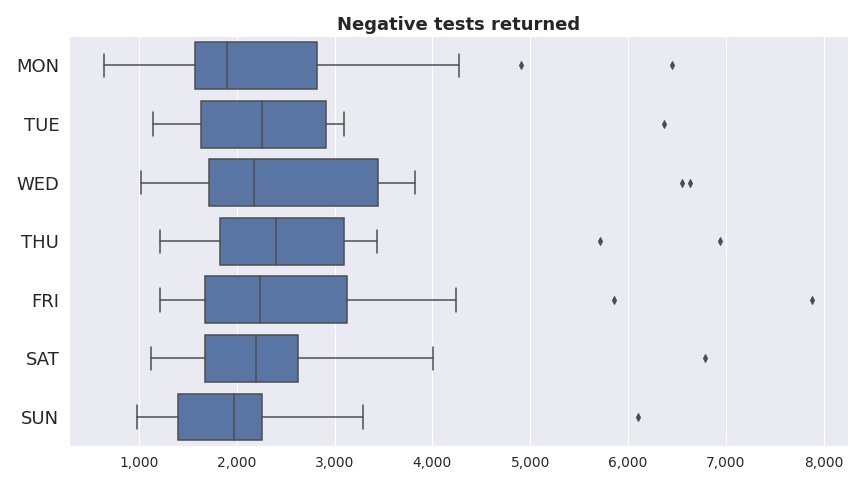 Negative tests returned
MON
TUE
WED
THU
FRI
SAT
SUN
1,000 2,000 3,000 4,000 5,000 6,000 7,000 8,000